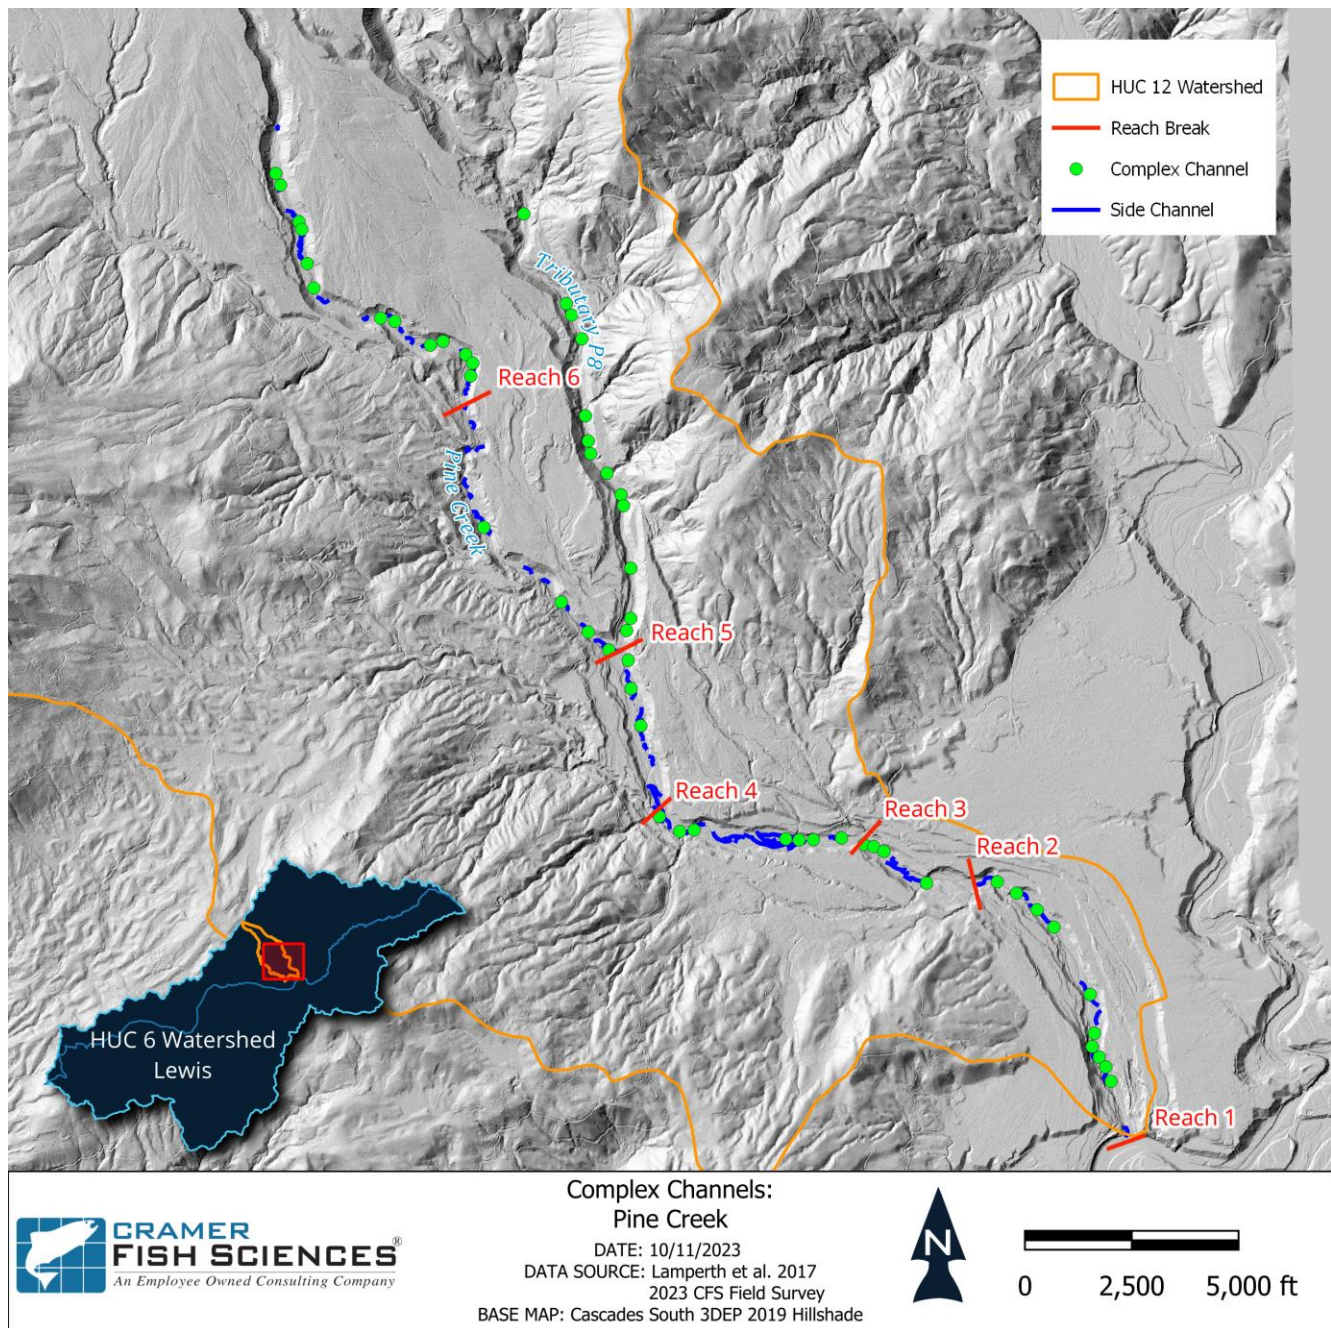 HUC 12 Watershed
Reach Break
Complex Channel
Side Channel
Tributary P8
Reach 6
Pine Creek
Reach 5
Reach 4
Reach 3
Reach 2
HUC 6 Watershed
Lewis
Reach 1
CRAMER
FISH SCIENCES®
An Employee Owned Consulting Company
Complex Channels:
Pine Creek
DATE: 10/11/2023
DATA SOURCE: Lamperth et al. 2017
2023 CFS Field Survey
BASE MAP: Cascades South 3DEP 2019 Hillshade
N
0 2,500 5,000 ft